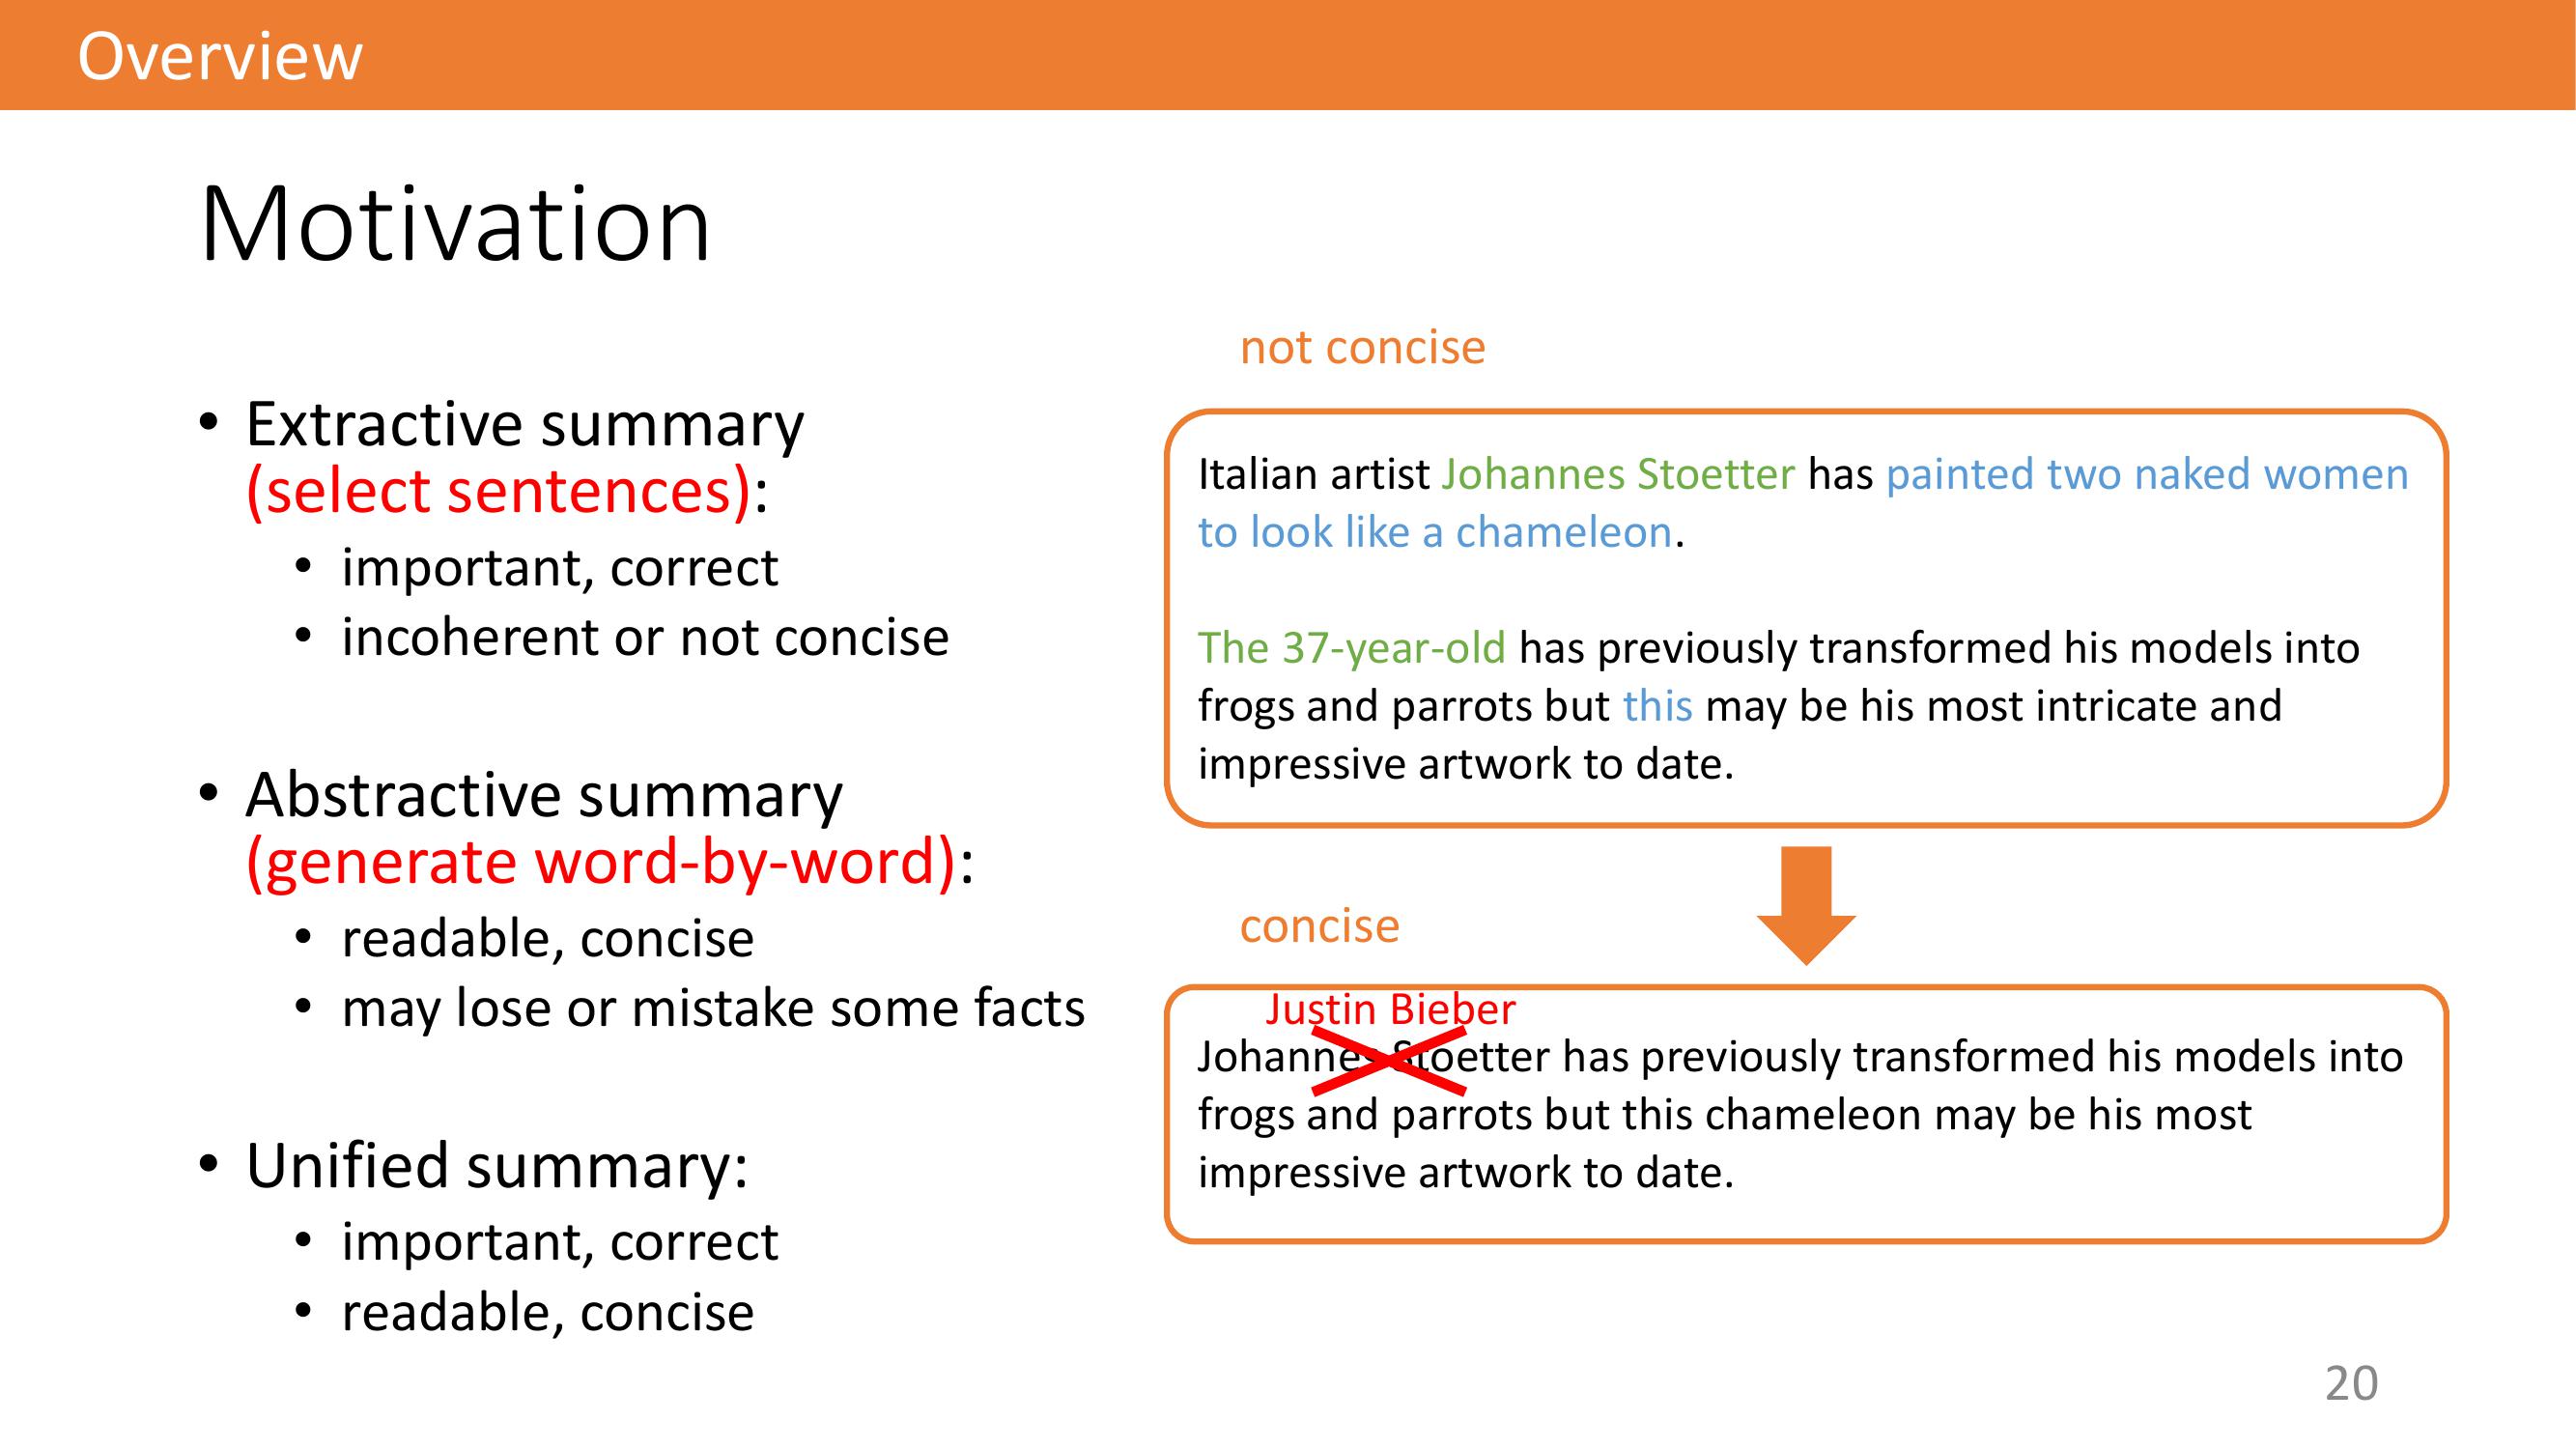 Overview
Motivation
• Extractive summary
(select sentences):
• important, correct
• incoherent or not concise
• Abstractive summary
(generate word-by-word):
• readable, concise
• may lose or mistake some facts
• Unified summary:
• important, correct
• readable, concise
not concise
Italian artist Johannes Stoetter has painted two naked women
to look like a chameleon.
The 37-year-old has previously transformed his models into
frogs and parrots but this may be his most intricate and
impressive artwork to date.
concise
Justin Bieber
Johannes Stoetter has previously transformed his models into
frogs and parrots but this chameleon may be his most
impressive artwork to date.
20